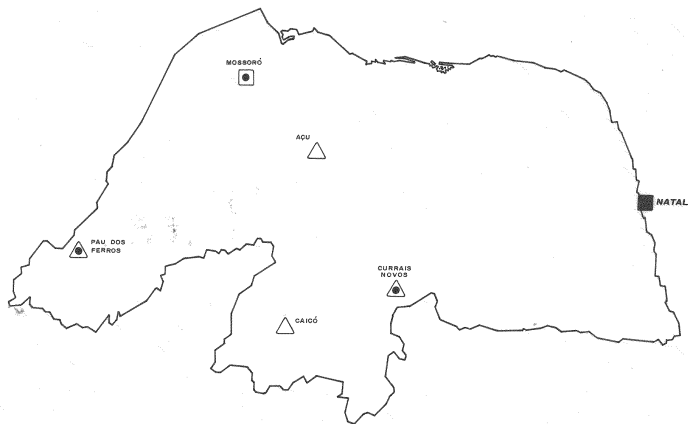 MOSSORÓ
AÇU
NATAL
PAU DOS
FERROS
CURRAIS
NOVOS
CAICÓ